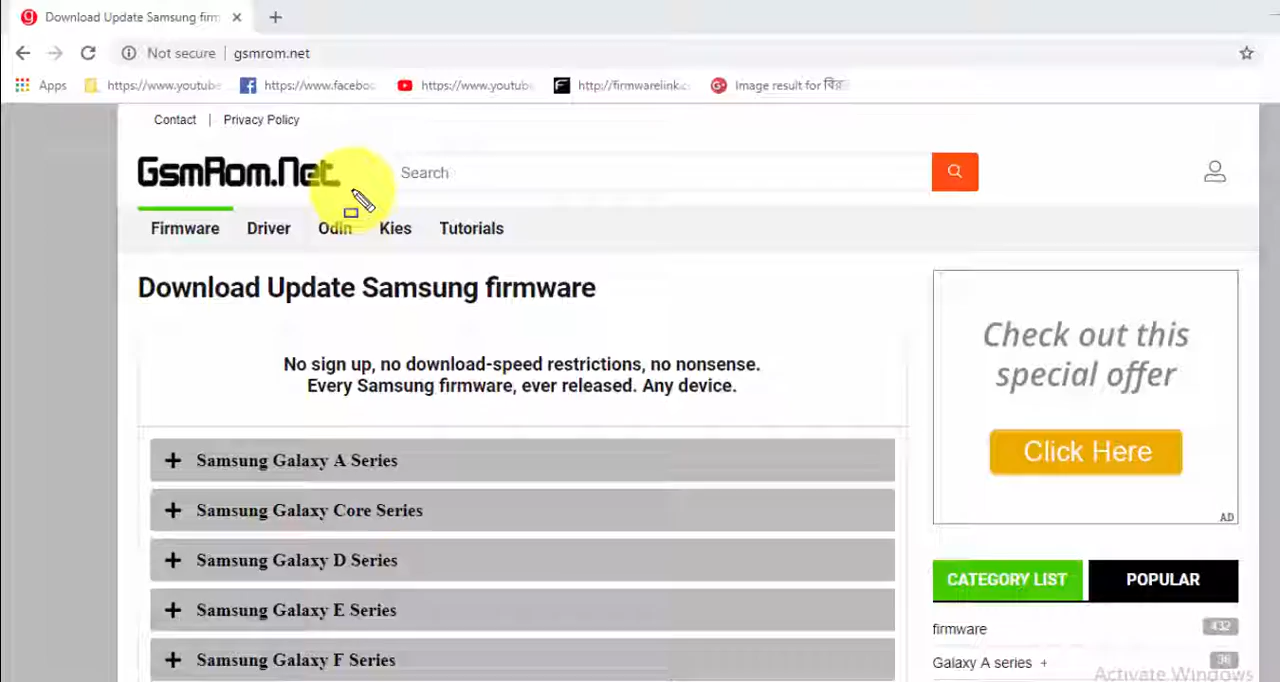 Download Update Samsung firm
Not secure | gsmrom.net
Apps https://www.youtube https://www.faceboo https://www.youtub http://firmwarelink.c Image result for
Contact | Privacy Policy
GsmRom.Net
Search
Firmware Driver Odin Kies Tutorials
Download Update Samsung firmware
No sign up, no download-speed restrictions, no nonsense.
Every Samsung firmware, ever released. Any device.
+ Samsung Galaxy A Series
+ Samsung Galaxy Core Series
+ Samsung Galaxy D Series
+ Samsung Galaxy E Series
+ Samsung Galaxy F Series
Check out this
special offer
Click Here
AD
CATEGORY LIST POPULAR
firmware 432
Galaxy A series + 36
Activate Windows